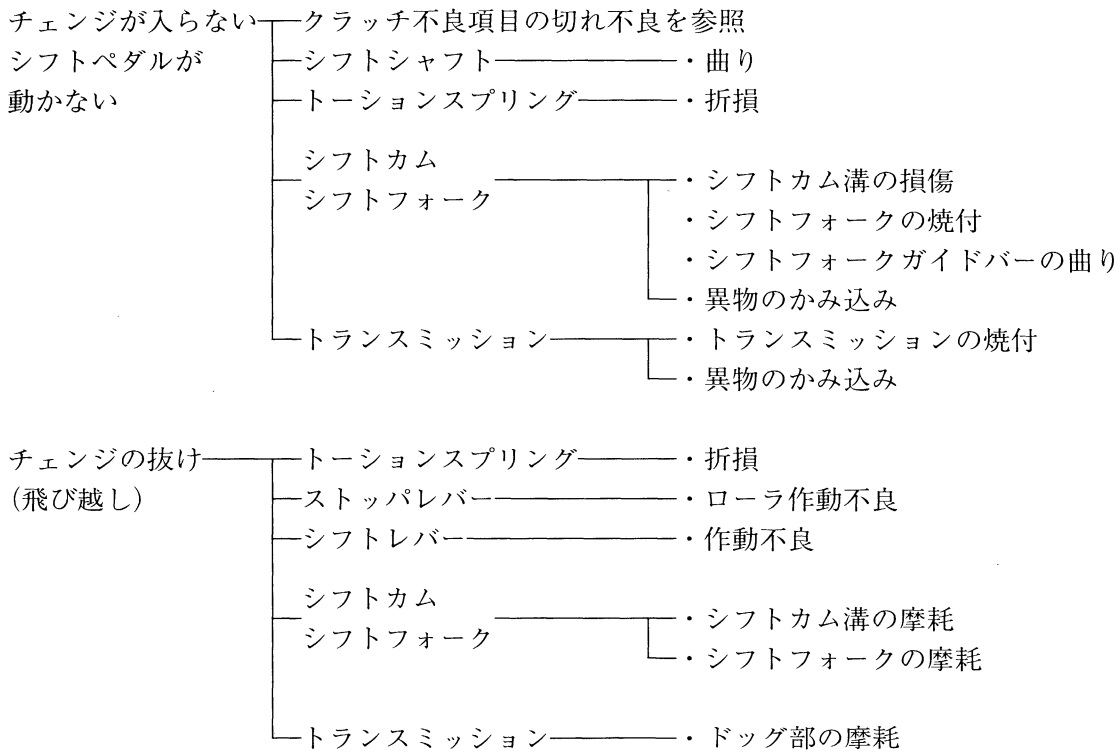 チェンジが入らない
シフトペダルが
動かない
クラッチ不良項目の切れ不良を参照
シフトシャフト ・曲り
トーションスプリング ・折損
シフトカム
シフトフォーク
・シフトカム溝の損傷
・シフトフォークの焼付
・シフトフォークガイドバーの曲り
・異物のかみ込み
トランスミッション ・トランスミッションの焼付
・異物のかみ込み
チェンジの抜け
(飛び越し)
トーションスプリング ・折損
ストッパレバー ・ローラ作動不良
シフトレバー ・作動不良
シフトカム
シフトフォーク
・シフトカム溝の摩耗
・シフトフォークの摩耗
トランスミッション ・ドッグ部の摩耗